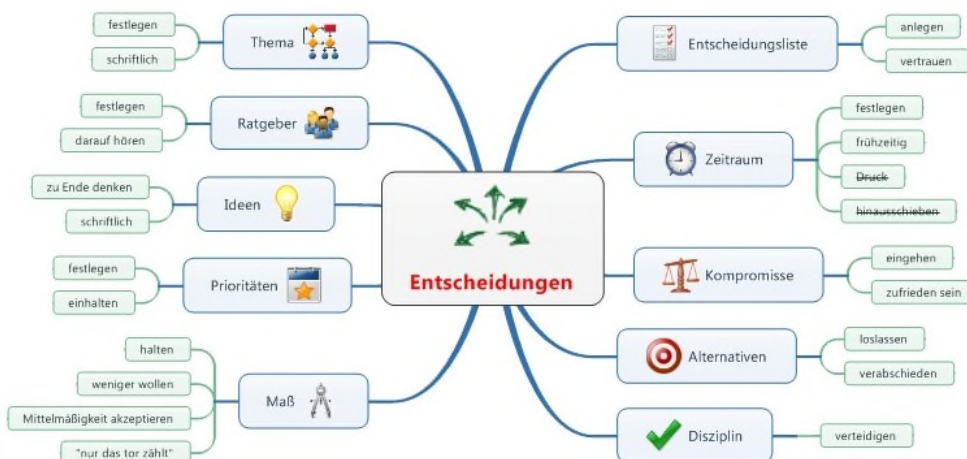 Entscheidungen
Thema
festlegen
schriftlich
Ratgeber
festlegen
darauf hören
Ideen
zu Ende denken
schriftlich
Prioritäten
festlegen
einhalten
Maß
halten
weniger wollen
Mittelmäßigkeit akzeptieren
"nur das tor zählt"
Entscheidungsliste
anlegen
vertrauen
Zeitraum
festlegen
frühzeitig
Druck
hinausschieben
Kompromisse
eingehen
zufrieden sein
Alternativen
loslassen
verabschieden
Disziplin
verteidigen